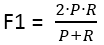 F1 = 2·P·R / P+R